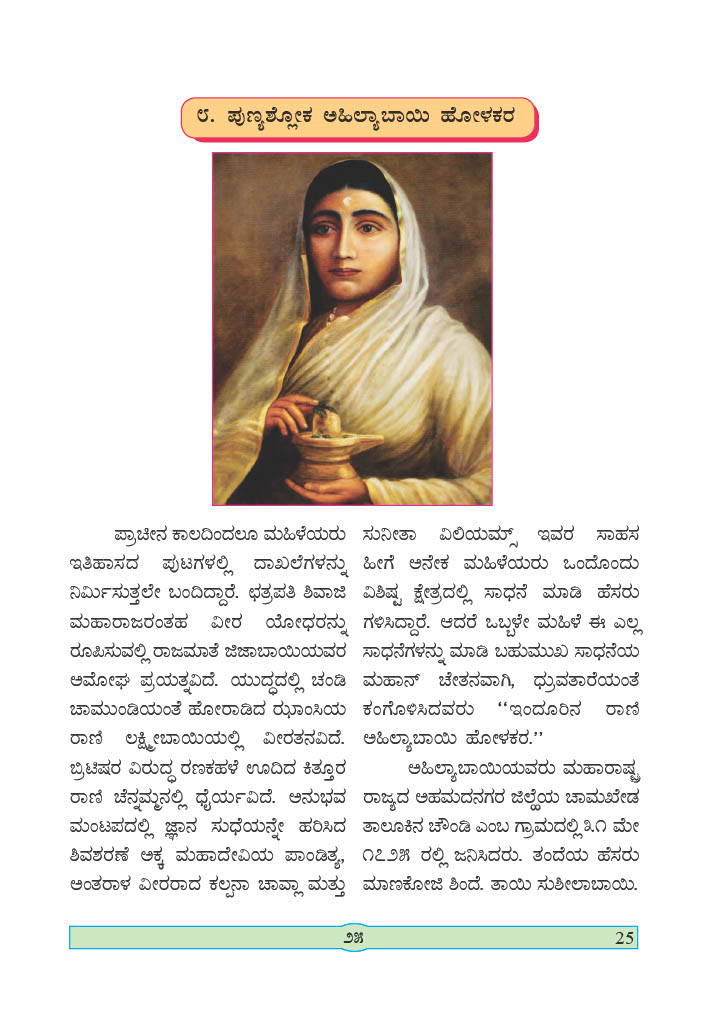 ೮. ಪುಣ್ಯಶ್ಲೋಕ ಅಹಿಲ್ಯಾಬಾಯಿ ಹೋಳಕರ
ಪ್ರಾಚೀನ ಕಾಲದಿಂದಲೂ ಮಹಿಳೆಯರು
ಇತಿಹಾಸದ ಪುಟಗಳಲ್ಲಿ ದಾಖಲೆಗಳನ್ನು
ನಿರ್ಮಿಸುತ್ತಲೇ ಬಂದಿದ್ದಾರೆ. ಛತ್ರಪತಿ ಶಿವಾಜಿ
ಮಹಾರಾಜರಂತಹ ವೀರ ಯೋಧರನ್ನು
ರೂಪಿಸುವಲ್ಲಿ ರಾಜಮಾತೆ ಜಿಜಾಬಾಯಿಯವರ
ಅಮೋಘ ಪ್ರಯತ್ನವಿದೆ. ಯುದ್ಧದಲ್ಲಿ ಚಂಡಿ
ಚಾಮುಂಡಿಯಂತೆ ಹೋರಾಡಿದ ಝಾಂಸಿಯ
ರಾಣಿ ಲಕ್ಷ್ಮೀಬಾಯಿಯಲ್ಲಿ ವೀರತನವಿದೆ.
ಬ್ರಿಟಿಷರ ವಿರುದ್ಧ ರಣಕಹಳೆ ಊದಿದ ಕಿತ್ತೂರ
ರಾಣಿ ಚೆನ್ನಮ್ಮನಲ್ಲಿ ಧೈರ್ಯವಿದೆ. ಅನುಭವ
ಮಂಟಪದಲ್ಲಿ ಜ್ಞಾನ ಸುಧೆಯನ್ನೇ ಹರಿಸಿದ
ಶಿವಶರಣೆ ಅಕ್ಕ ಮಹಾದೇವಿಯ ಪಾಂಡಿತ್ಯ,
ಅಂತರಾಳ ವೀರರಾದ ಕಲ್ಪನಾ ಚಾವ್ಲಾ ಮತ್ತು
ಸುನೀತಾ ವಿಲಿಯಮ್ಸ್ ಇವರ ಸಾಹಸ
ಹೀಗೆ ಅನೇಕ ಮಹಿಳೆಯರು ಒಂದೊಂದು
ವಿಶಿಷ್ಟ ಕ್ಷೇತ್ರದಲ್ಲಿ ಸಾಧನೆ ಮಾಡಿ ಹೆಸರು
ಗಳಿಸಿದ್ದಾರೆ. ಆದರೆ ಒಬ್ಬಳೇ ಮಹಿಳೆ ಈ ಎಲ್ಲ
ಸಾಧನೆಗಳನ್ನು ಮಾಡಿ ಬಹುಮುಖ ಸಾಧನೆಯ
ಮಹಾನ್ ಚೇತನವಾಗಿ, ಧ್ರುವತಾರೆಯಂತೆ
ಕಂಗೊಳಿಸಿದವರು ‘‘ಇಂದೂರಿನ ರಾಣಿ
ಅಹಿಲ್ಯಾಬಾಯಿ ಹೋಳಕರ.’’
ಅಹಿಲ್ಯಾಬಾಯಿಯವರು ಮಹಾರಾಷ್ಟ್ರ
ರಾಜ್ಯದ ಅಹಮದನಗರ ಜಿಲ್ಹೆಯ ಚಾಮಖೇಡ
ತಾಲೂಕಿನ ಚೌಂಡಿ ಎಂಬ ಗ್ರಾಮದಲ್ಲಿ ೩೧ ಮೇ
೧೭೨೫ ರಲ್ಲಿ ಜನಿಸಿದರು. ತಂದೆಯ ಹೆಸರು
ಮಾಣಕೋಜಿ ಶಿಂದೆ. ತಾಯಿ ಸುಶೀಲಾಬಾಯಿ.
೨೫
25